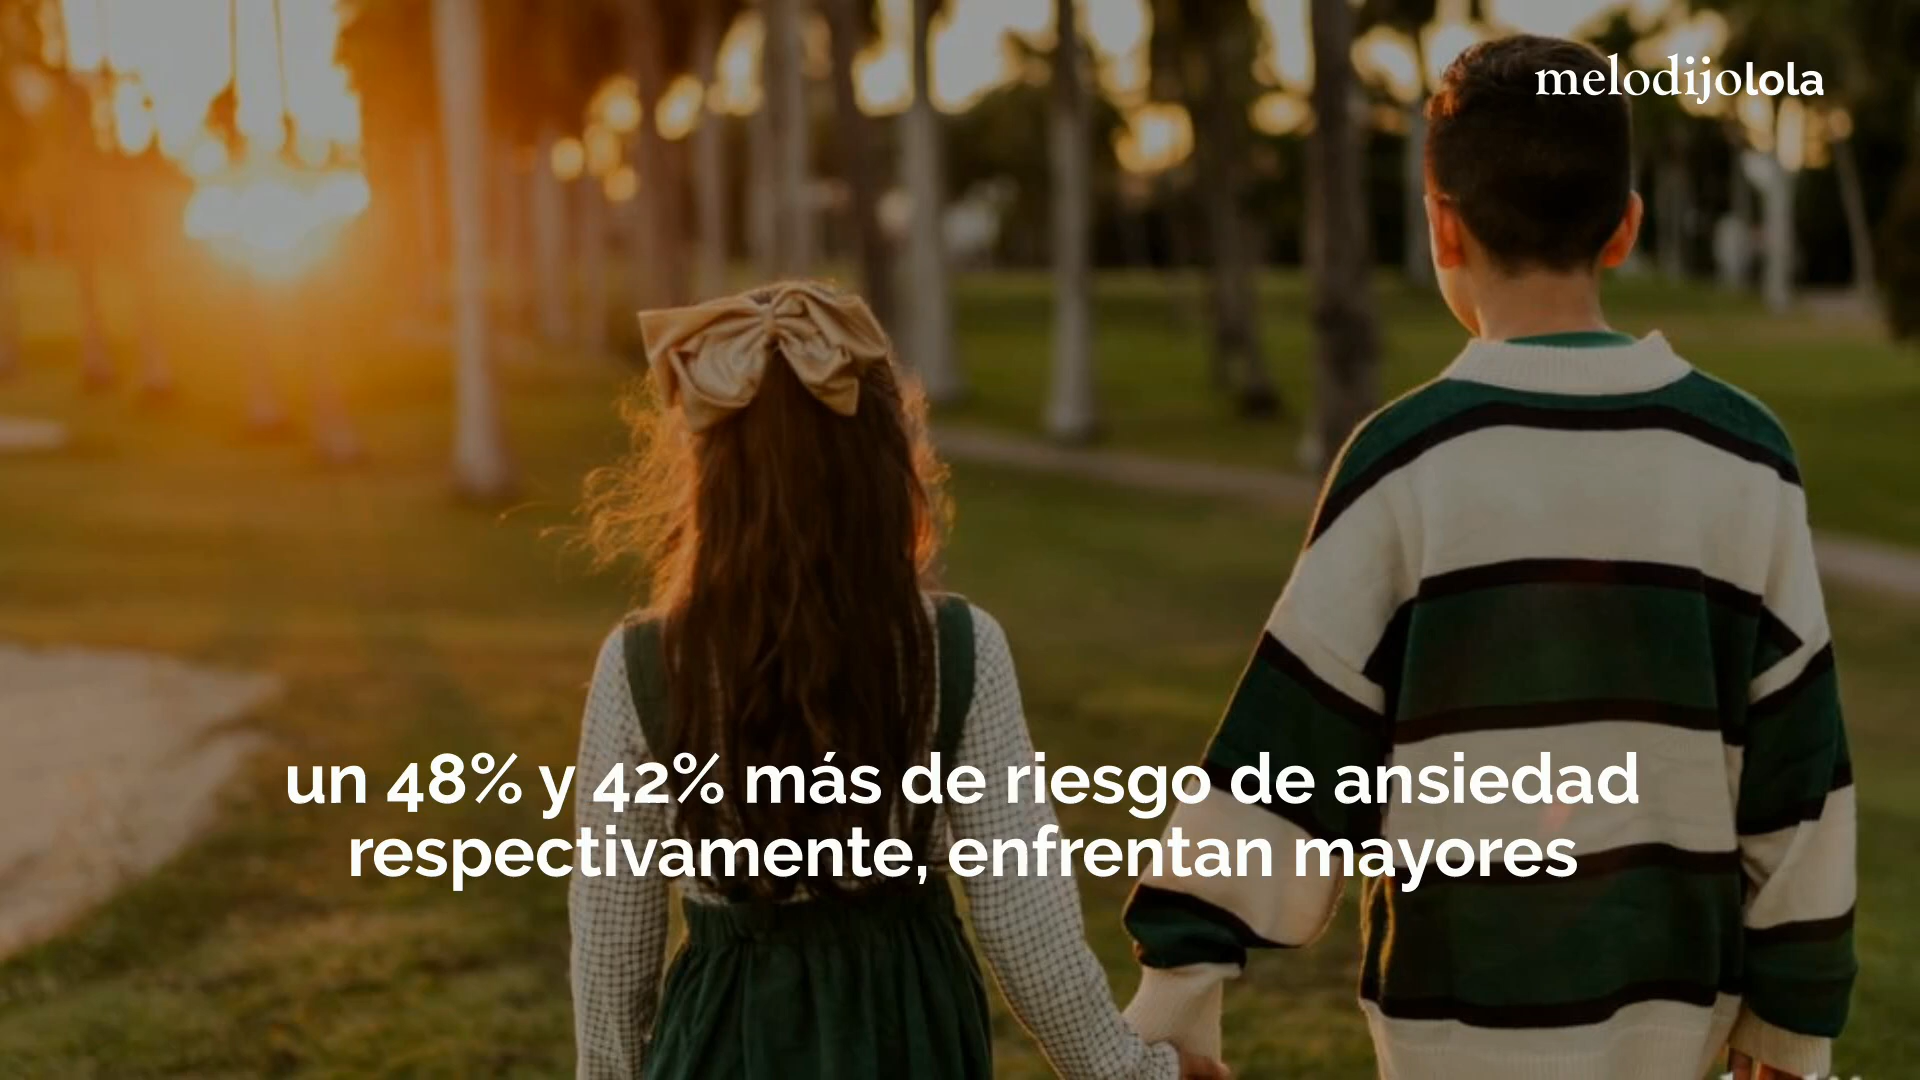 melodijolola
un 48% y 42% más de riesgo de ansiedad
respectivamente, enfrentan mayores